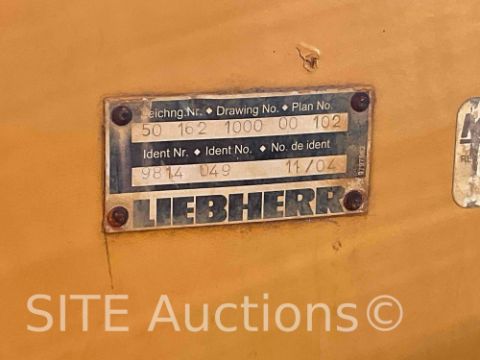 Zeichng.Nr. ◆ Drawing No. ◆ Plan No.
50 162 1000 00 102
Ident Nr. ◆ Ident No. ◆ No. de ident
9814 049 11/04
LIEBHERR
SITE Auctions©